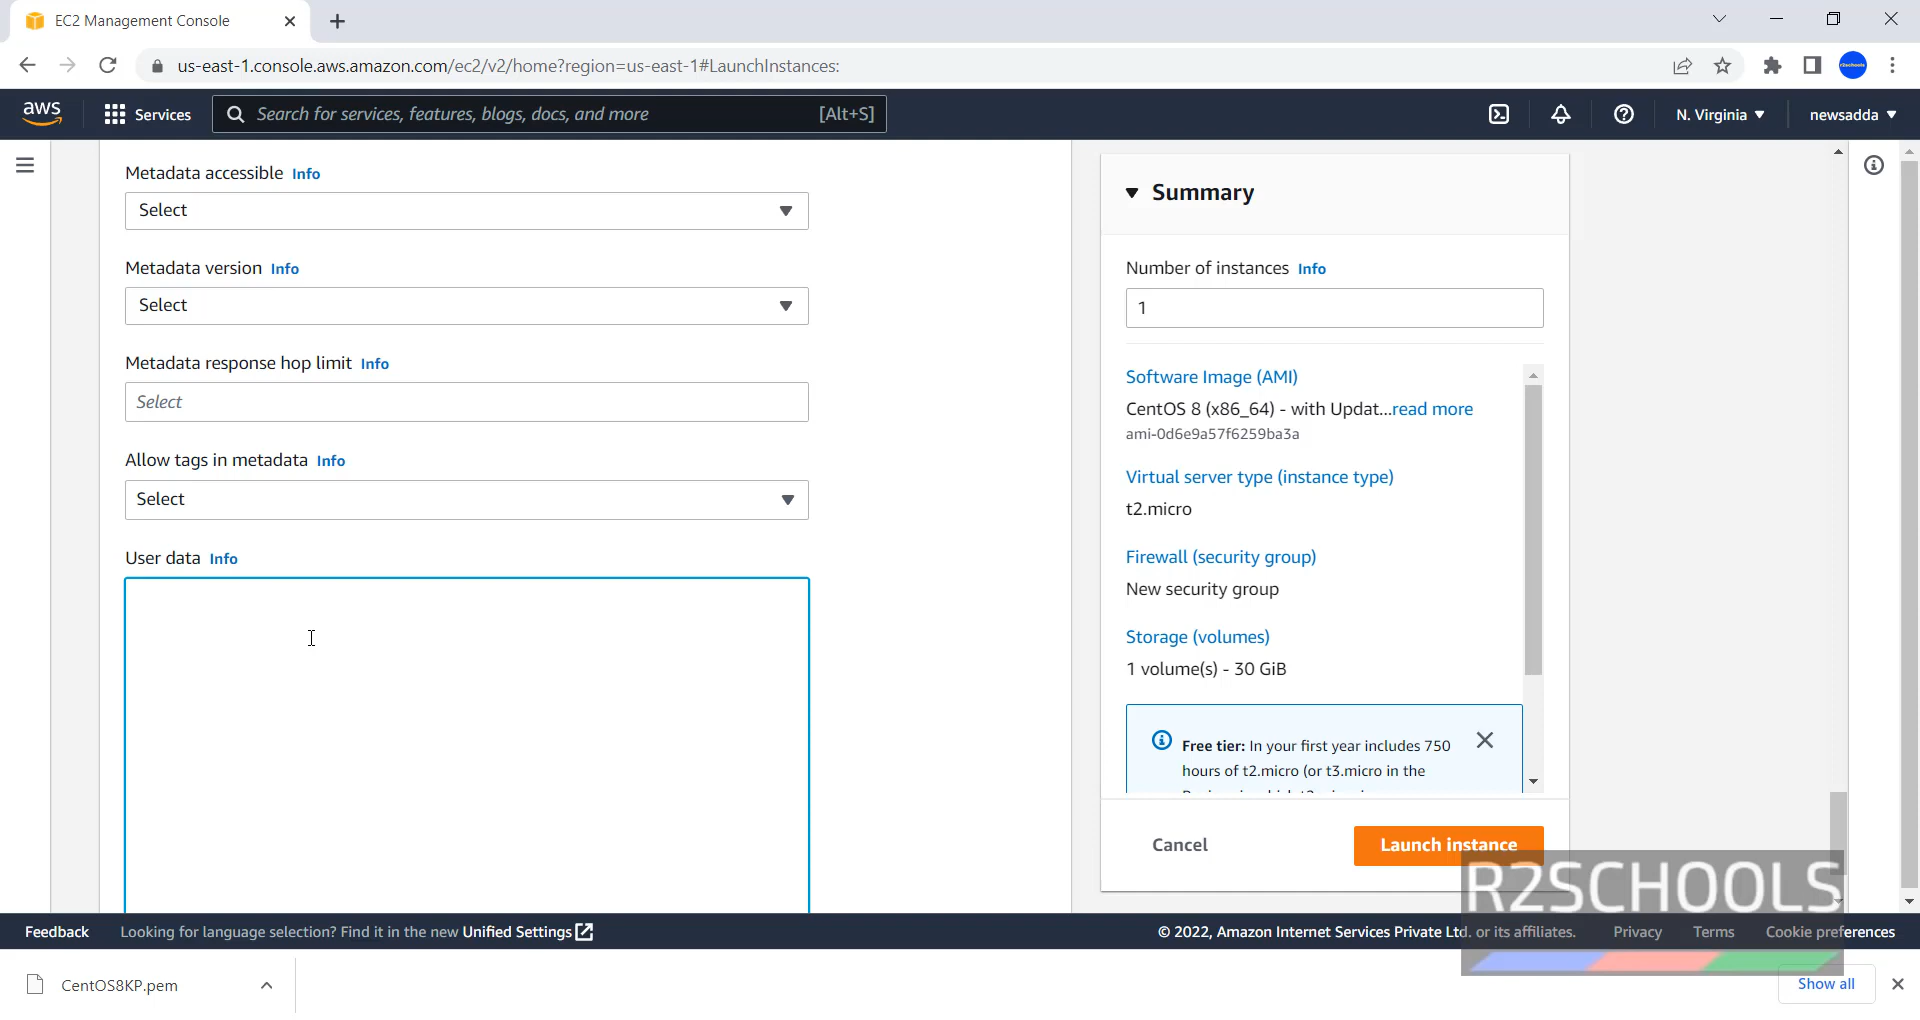 EC2 Management Console
us-east-1.console.aws.amazon.com/ec2/v2/home?region=us-east-1#LaunchInstances:
r2schools
aws
Services
Search for services, features, blogs, docs, and more
[Alt+S]
N. Virginia
newsadda
Metadata accessible Info
Select
Metadata version Info
Select
Metadata response hop limit Info
Select
Allow tags in metadata Info
Select
User data Info
Summary
Number of instances Info
1
Software Image (AMI)
CentOS 8 (x86_64) - with Updat...read more
ami-0d6e9a57f6259ba3a
Virtual server type (instance type)
t2.micro
Firewall (security group)
New security group
Storage (volumes)
1 volume(s) - 30 GiB
Free tier: In your first year includes 750
hours of t2.micro (or t3.micro in the
Cancel
Launch instance
R2SCHOOLS
Feedback
Looking for language selection? Find it in the new Unified Settings
© 2022, Amazon Internet Services Private Ltd. or its affiliates.
Privacy
Terms
Cookie preferences
CentOS8KP.pem
Show all